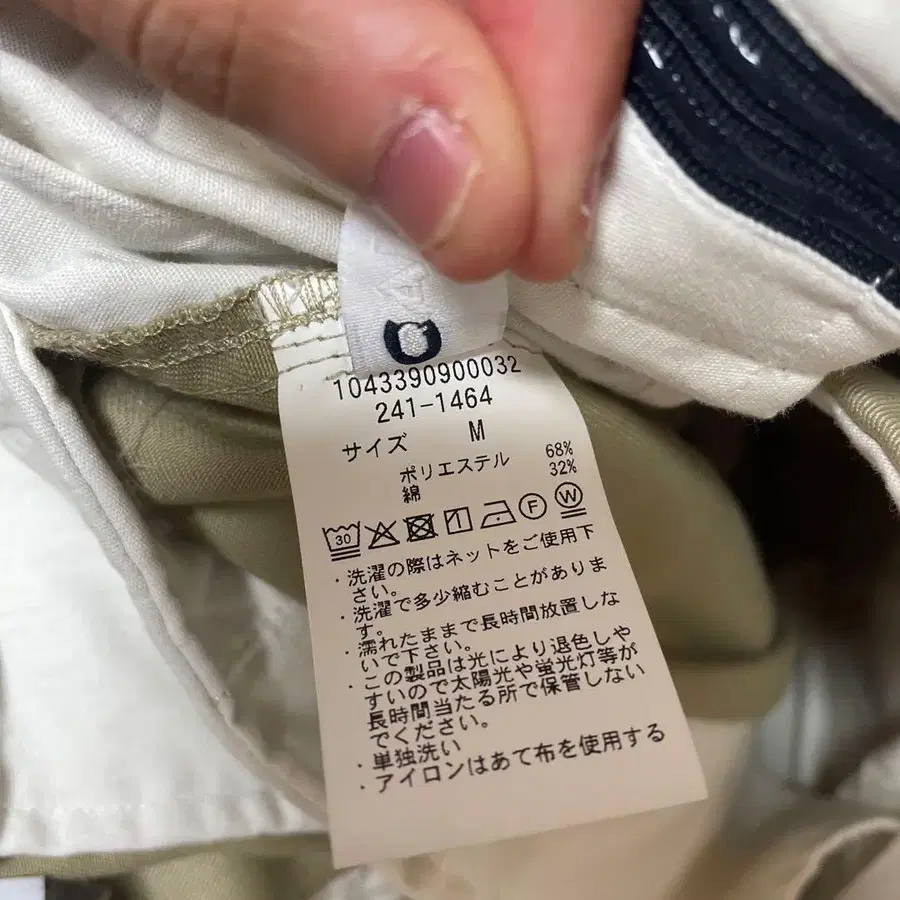 1043390900032
241-1464
サイズ M
ポリエステル 68%
綿 32%
30 F W
・洗濯の際はネットをご使用下
さい。
・洗濯で多少縮むことがありま
す。
・濡れたままで長時間放置しな
いで下さい。
・この製品は光により退色しや
すいので太陽光や蛍光灯等が
長時間当たる所で保管しない
でください。
・単独洗い
・アイロンはあて布を使用する